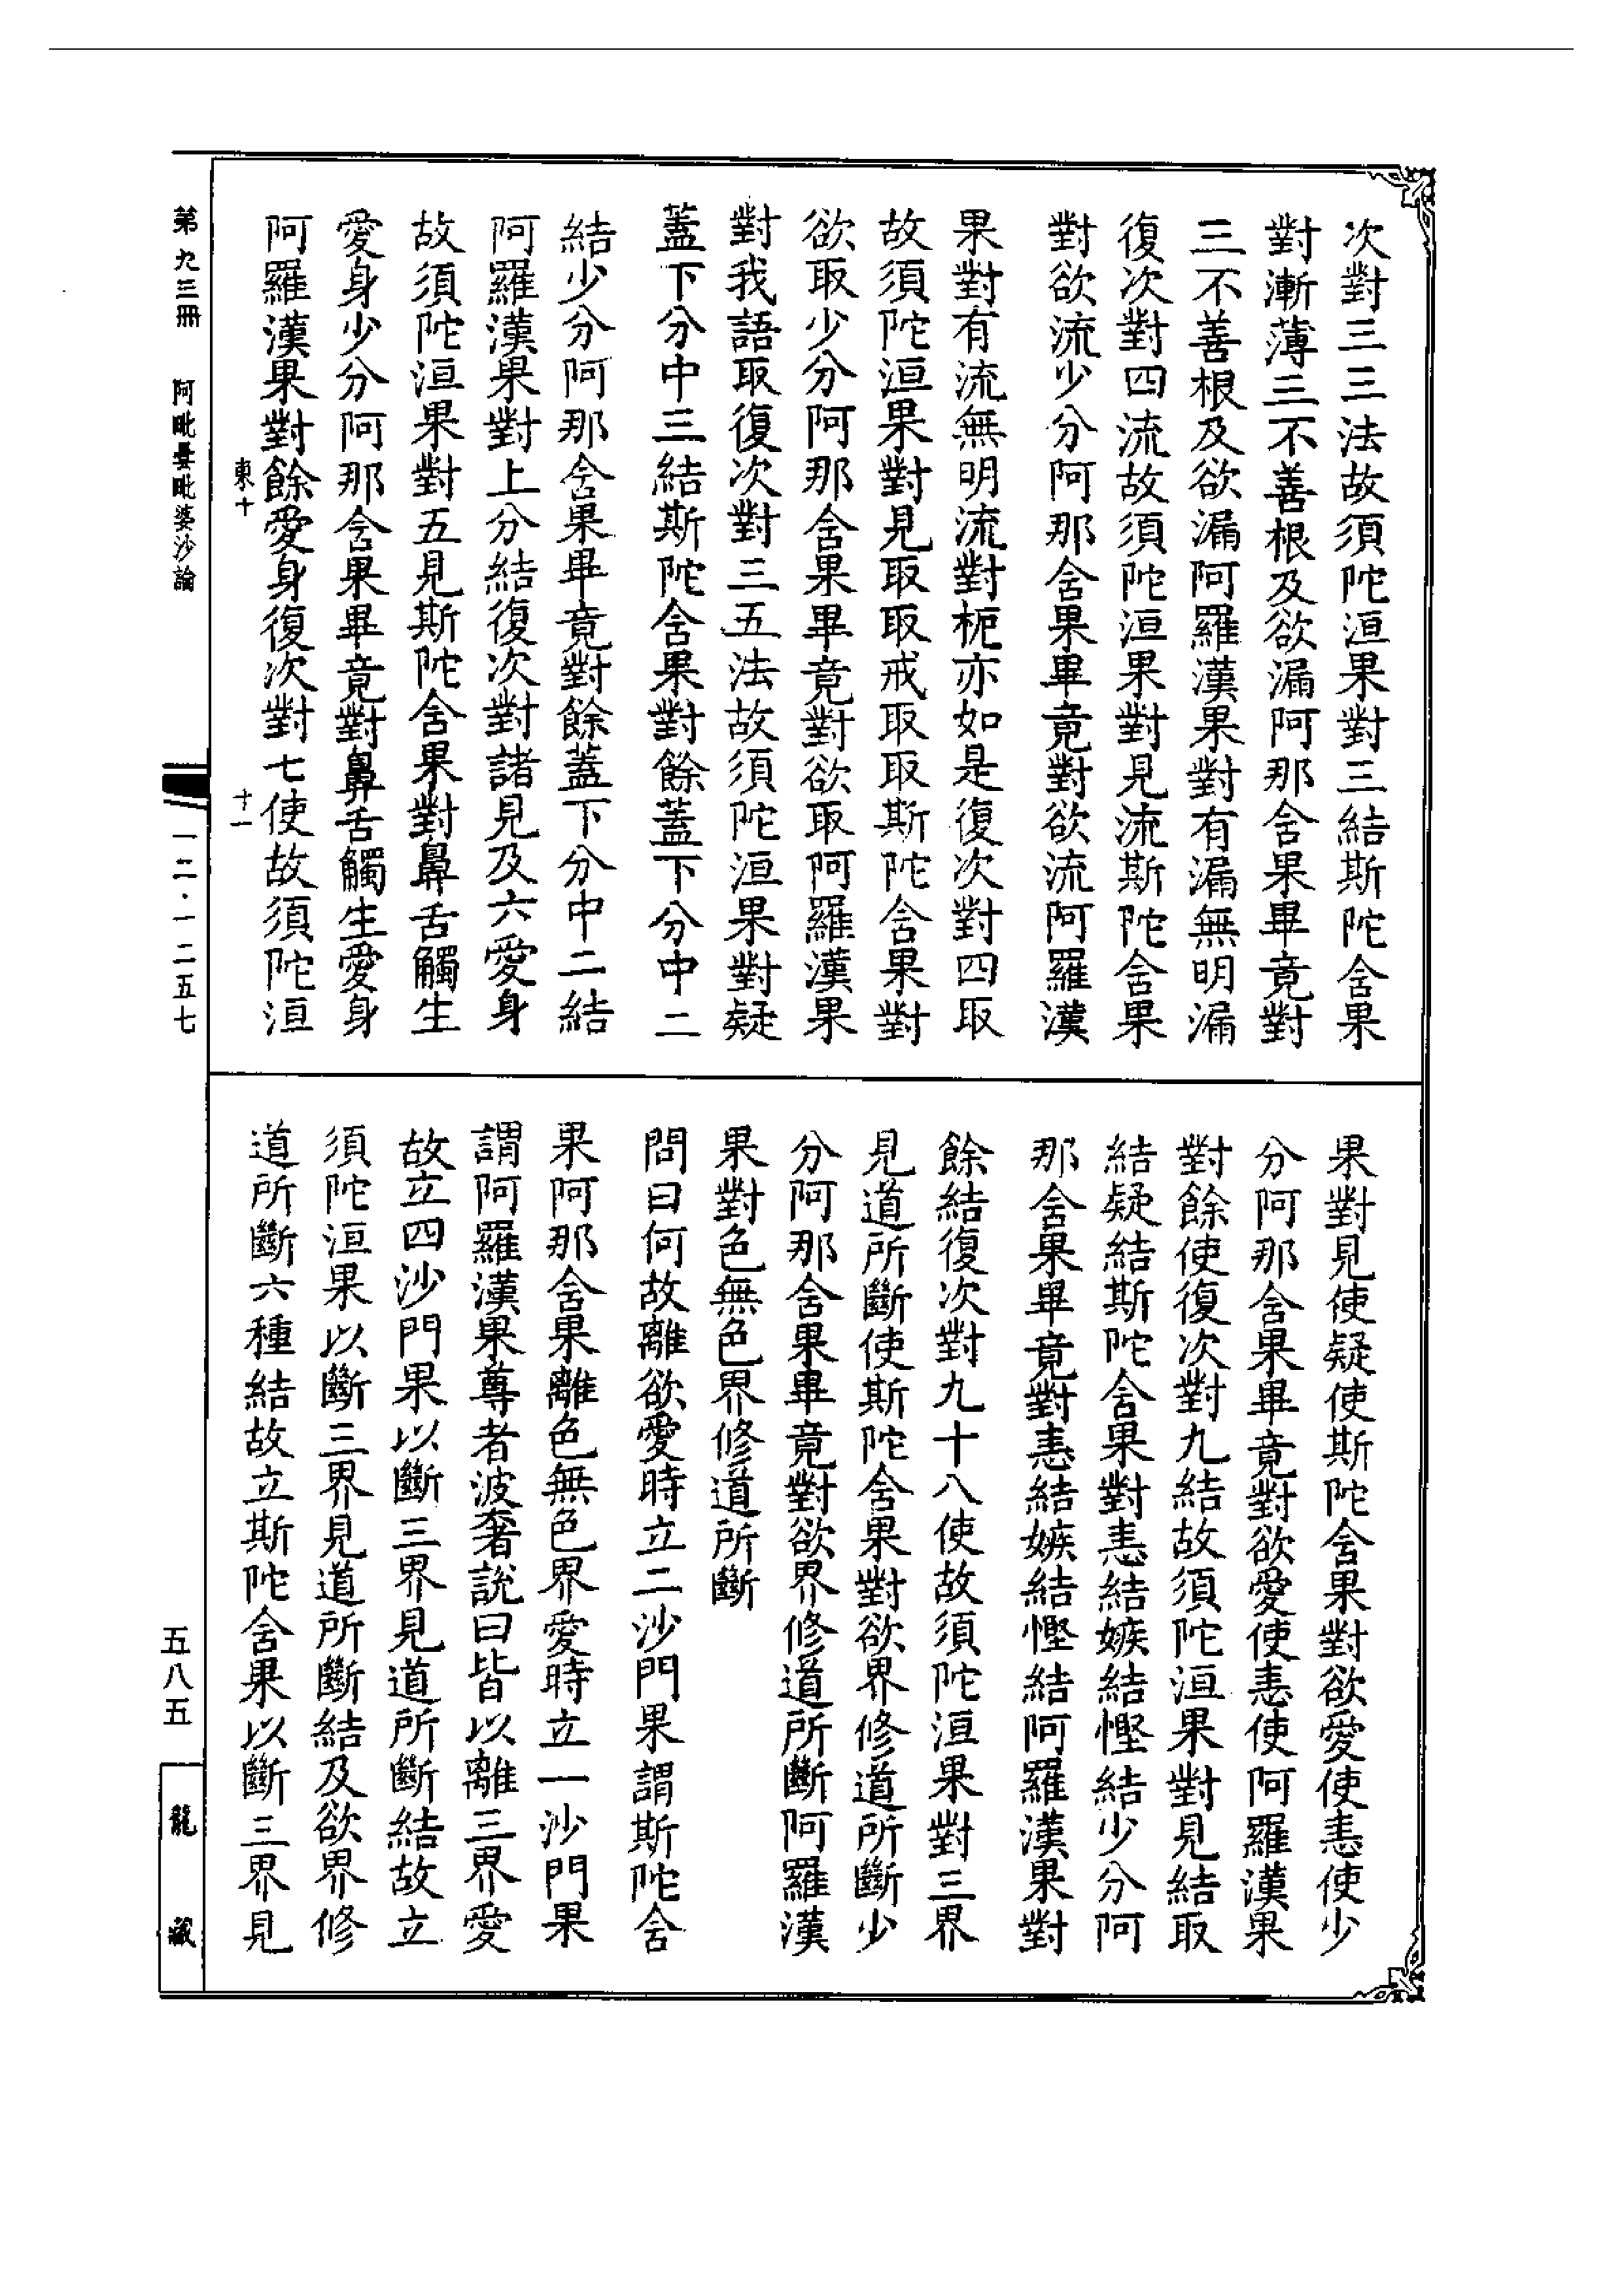 次對三三法故須陀洹果對三結斯陀含果
對漸薄三不善根及欲漏阿那含果畢竟對
三不善根及欲漏阿羅漢果對有漏無明漏
復次對四流故須陀洹果對見流斯陀含果
對欲流少分阿那含果畢竟對欲流阿羅漢
果對有流無明流對枙亦如是復次對四取
故須陀洹果對見取取戒取取斯陀含果對
欲取少分阿那含果畢竟對欲取阿羅漢果
對我語取復次對三五法故須陀洹果對疑
蓋下分中三結斯陀含果對餘蓋下分中二
結少分阿那含果畢竟對餘蓋下分中二結
阿羅漢果對上分結復次對諸見及六愛身
故須陀洹果對五見斯陀含果對鼻舌觸生
愛身少分阿那含果畢竟對鼻舌觸生愛身
阿羅漢果對餘愛身復次對七使故須陀洹
東十 十一
果對見使疑使斯陀含果對欲愛使恚使少
分阿那含果畢竟對欲愛使恚使阿羅漢果
對餘使復次對九結故須陀洹果對見結取
結疑結斯陀含果對恚結嫉結慳結少分阿
那含果畢竟對恚結嫉結慳結阿羅漢果對
餘結復次對九十八使故須陀洹果對三界
見道所斷使斯陀含果對欲界修道所斷少
分阿那含果畢竟對欲界修道所斷阿羅漢
果對色無色界修道所斷
問曰何故離欲愛時立二沙門果謂斯陀含
果阿那含果離色無色界愛時立一沙門果
謂阿羅漢果尊者波奢說曰皆以離三界愛
故立四沙門果以斷三界見道所斷結故立
須陀洹果以斷三界見道所斷結及欲界修
道所斷六種結故立斯陀含果以斷三界見
第九三冊 阿毗曇毗婆沙論 一二·一二五七
五八五 龍藏